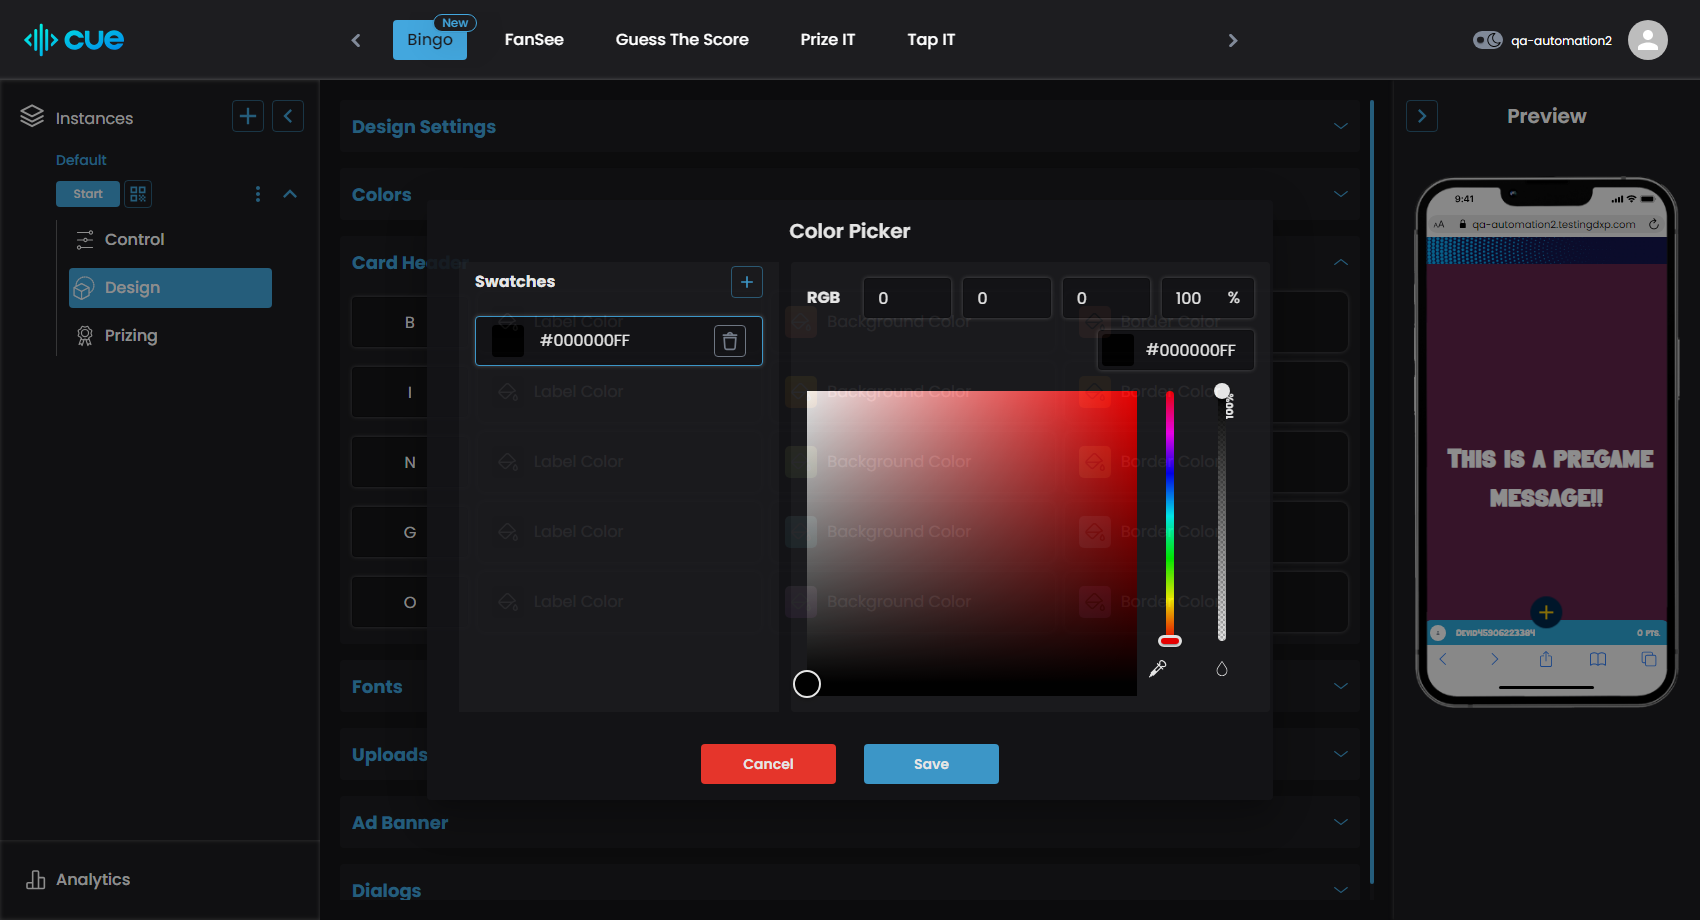 cue
Bingo
New
FanSee
Guess The Score
Prize IT
Tap IT
qa-automation2
Instances
Default
Start
Control
Design
Prizing
Analytics
Design Settings
Colors
Card Header
B
Label Color
Background Color
Border Color
I
Label Color
Background Color
Border Color
N
Label Color
Background Color
Border Color
G
Label Color
Background Color
Border Color
O
Label Color
Background Color
Border Color
Fonts
Uploads
Ad Banner
Dialogs
Color Picker
Swatches
#000000FF
RGB
0
0
0
100 %
#000000FF
100%
Cancel
Save
Preview
9:41
AA
qa-automation2.testingdxp.com
THIS IS A PREGAME
MESSAGE!!
0 PTS.